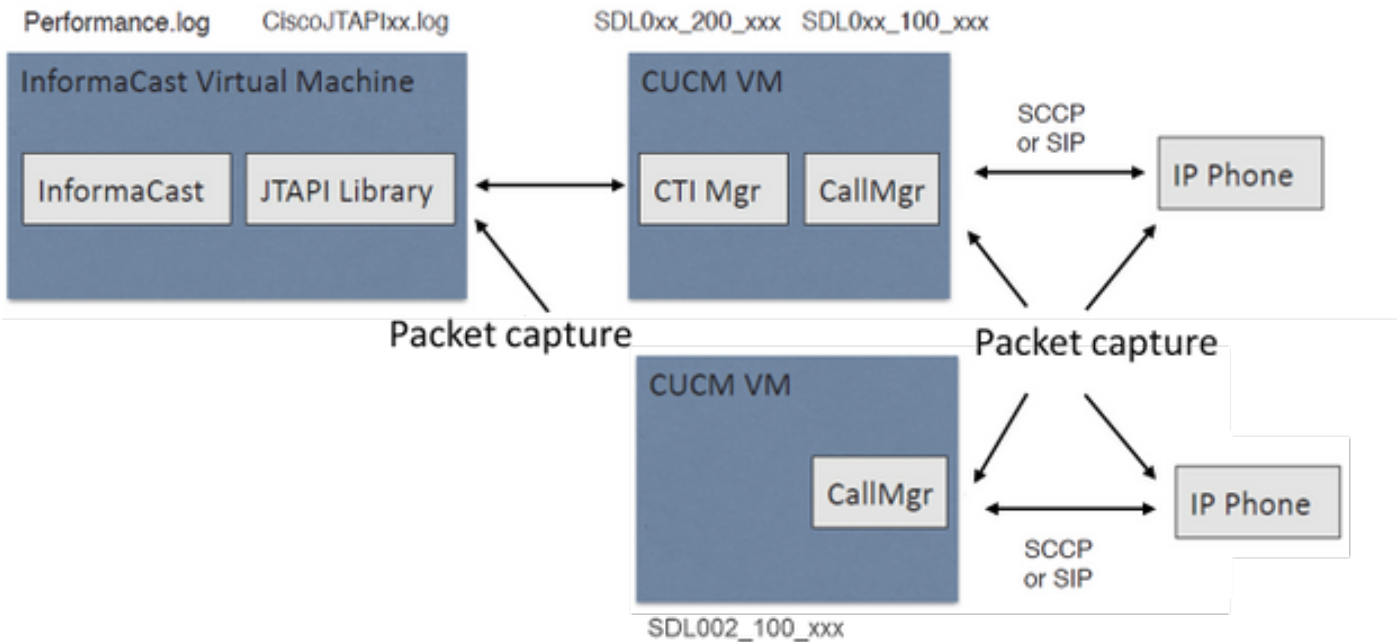 Performance.log
CiscoJTAPIxx.log
SDL0xx_200_xxx
SDL0xx_100_xxx
InformaCast Virtual Machine
CUCM VM
SCCP
or SIP
InformaCast
JTAPI Library
CTI Mgr
CallMgr
IP Phone
Packet capture
Packet capture
CUCM VM
CallMgr
IP Phone
SCCP
or SIP
SDL002_100_xxx